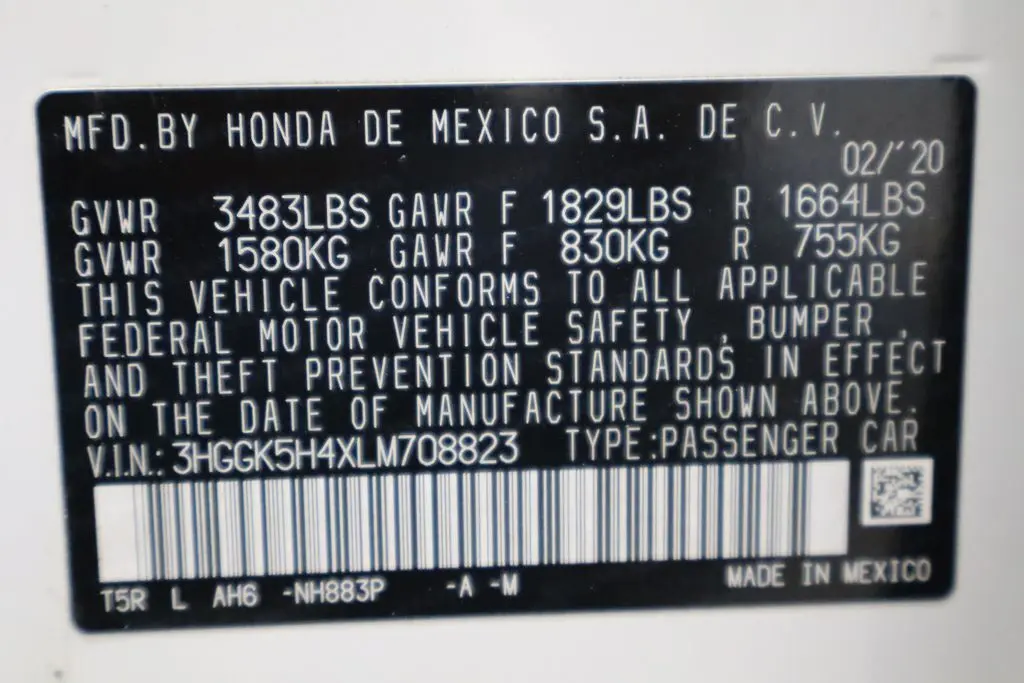 MFD. BY HONDA DE MEXICO S.A. DE C.V.
02/'20
GVWR 3483LBS GAWR F 1829LBS R 1664LBS
GVWR 1580KG GAWR F 830KG R 755KG
THIS VEHICLE CONFORMS TO ALL APPLICABLE
FEDERAL MOTOR VEHICLE SAFETY , BUMPER ,
AND THEFT PREVENTION STANDARDS IN EFFECT
ON THE DATE OF MANUFACTURE SHOWN ABOVE.
V.I.N.: 3HGGK5H4XLM708823 TYPE:PASSENGER CAR
T5R L AH6 -NH883P -A -M MADE IN MEXICO